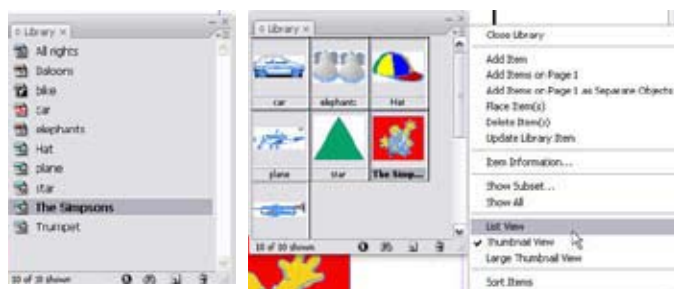 Library ×
All rights
Baloons
bike
car
elephants
Hat
plane
star
The Simpsons
Trumpet
10 of 10 shown
Library ×
car
elephants
Hat
plane
star
The Simp...
10 of 10 shown
Close Library
Add Item
Add Items on Page 1
Add Items on Page 1 as Separate Objects
Place Item(s)
Delete Item(s)
Update Library Item
Item Information...
Show Subset...
Show All
List View
✓ Thumbnail View
Large Thumbnail View
Sort Items